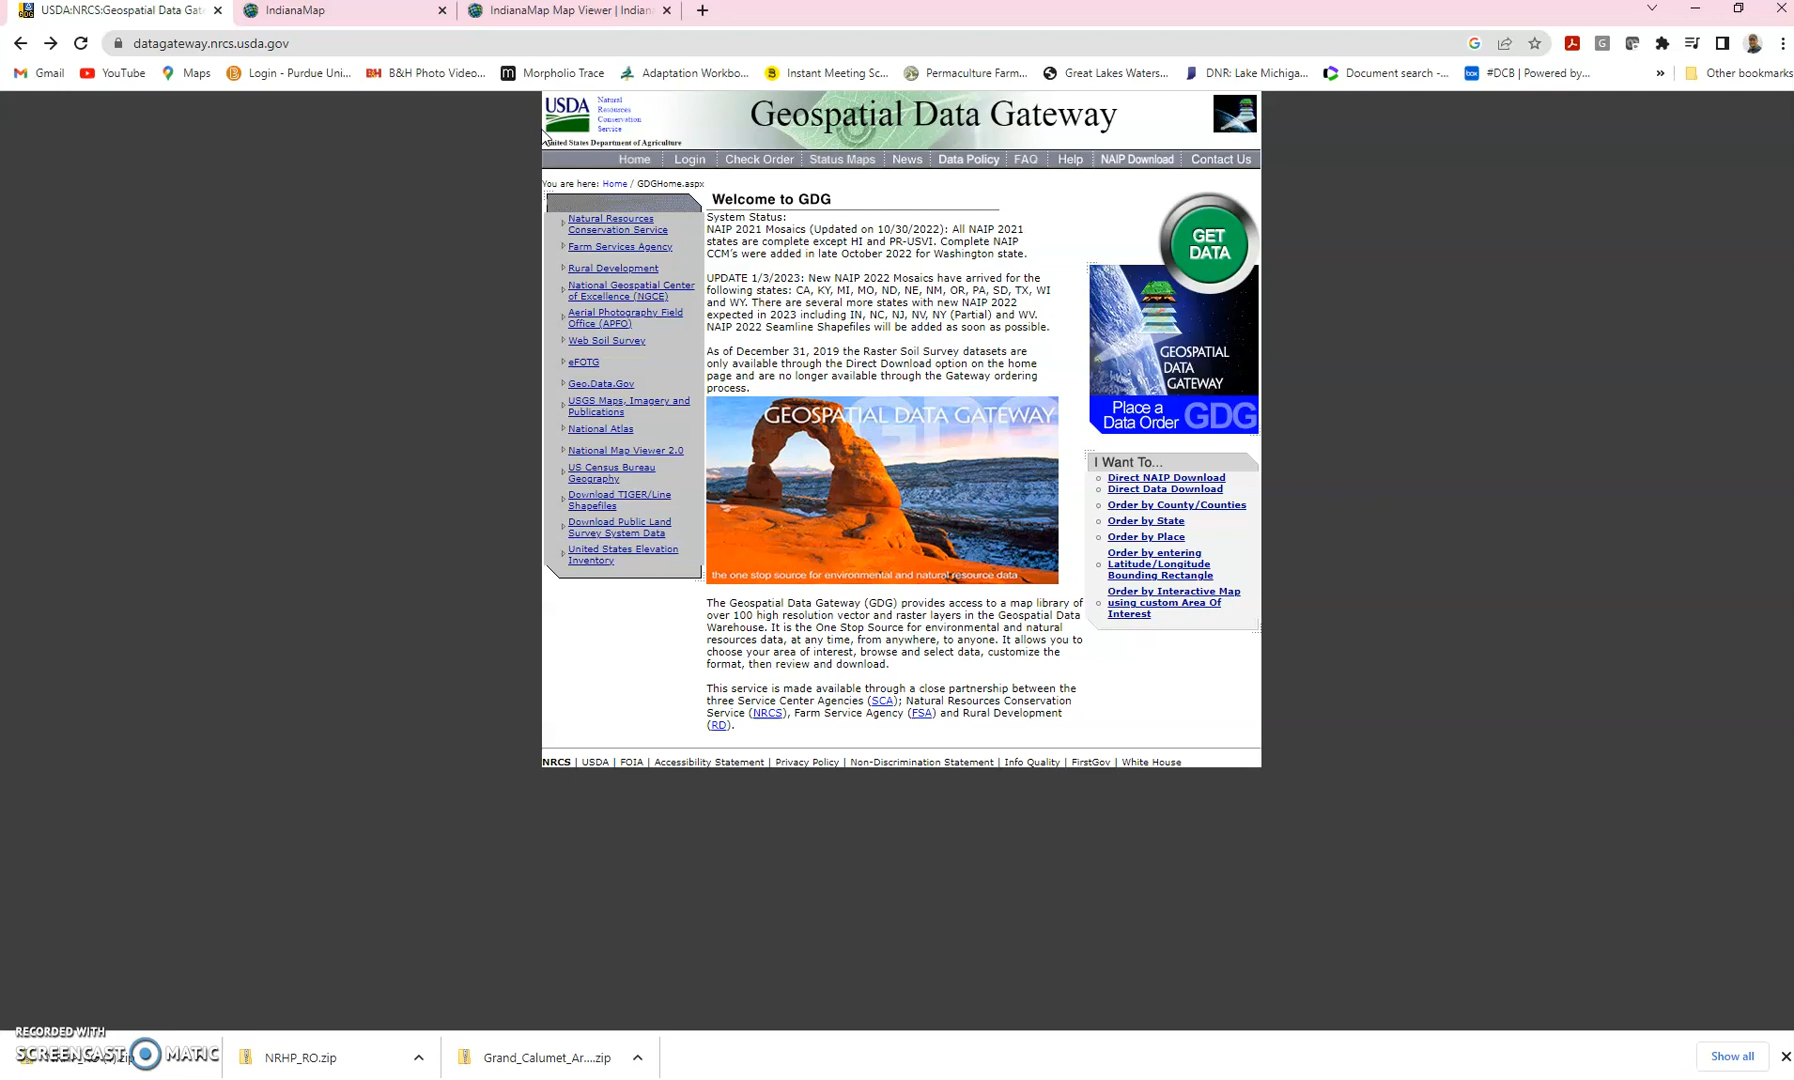 USDA:NRCS:Geospatial Data Gat
IndianaMap
IndianaMap Map Viewer | Indian
datagateway.nrcs.usda.gov
Gmail
YouTube
Maps
Login - Purdue Uni...
B&H Photo Video...
Morpholio Trace
Adaptation Workbo...
Instant Meeting Sc...
Permaculture Farm...
Great Lakes Waters...
DNR: Lake Michiga...
Document search -...
#DCB | Powered by...
»
Other bookmarks
USDA
Natural
Resources
Conservation
Service
United States Department of Agriculture
Geospatial Data Gateway
Home
Login
Check Order
Status Maps
News
Data Policy
FAQ
Help
NAIP Download
Contact Us
You are here: Home / GDGHome.aspx
Natural Resources
Conservation Service
Farm Services Agency
Rural Development
National Geospatial Center
of Excellence (NGCE)
Aerial Photography Field
Office (APFO)
Web Soil Survey
eFOTG
Geo.Data.Gov
USGS Maps, Imagery and
Publications
National Atlas
National Map Viewer 2.0
US Census Bureau
Geography
Download TIGER/Line
Shapefiles
Download Public Land
Survey System Data
United States Elevation
Inventory
Welcome to GDG
System Status:
NAIP 2021 Mosaics (Updated on 10/30/2022): All NAIP 2021
states are complete except HI and PR-USVI. Complete NAIP
CCM's were added in late October 2022 for Washington state.
UPDATE 1/3/2023: New NAIP 2022 Mosaics have arrived for the
following states: CA, KY, MI, MO, ND, NE, NM, OR, PA, SD, TX, WI
and WY. There are several more states with new NAIP 2022
expected in 2023 including IN, NC, NJ, NV, NY (Partial) and WV.
NAIP 2022 Seamline Shapefiles will be added as soon as possible.
As of December 31, 2019 the Raster Soil Survey datasets are
only available through the Direct Download option on the home
page and are no longer available through the Gateway ordering
process.
GEOSPATIAL DATA GATEWAY
GDG
the one stop source for environmental and natural resource data
The Geospatial Data Gateway (GDG) provides access to a map library of
over 100 high resolution vector and raster layers in the Geospatial Data
Warehouse. It is the One Stop Source for environmental and natural
resources data, at any time, from anywhere, to anyone. It allows you to
choose your area of interest, browse and select data, customize the
format, then review and download.
This service is made available through a close partnership between the
three Service Center Agencies (SCA); Natural Resources Conservation
Service (NRCS), Farm Service Agency (FSA) and Rural Development
(RD).
GET
DATA
GEOSPATIAL
DATA
GATEWAY
Place a
Data Order GDG
I Want To...
Direct NAIP Download
Direct Data Download
Order by County/Counties
Order by State
Order by Place
Order by entering
Latitude/Longitude
Bounding Rectangle
Order by Interactive Map
using custom Area Of
Interest
NRCS | USDA | FOIA | Accessibility Statement | Privacy Policy | Non-Discrimination Statement | Info Quality | FirstGov | White House
RECORDED WITH
SCREENCAST MATIC
NRHP_RO.zip
Grand_Calumet_Ar....zip
Show all